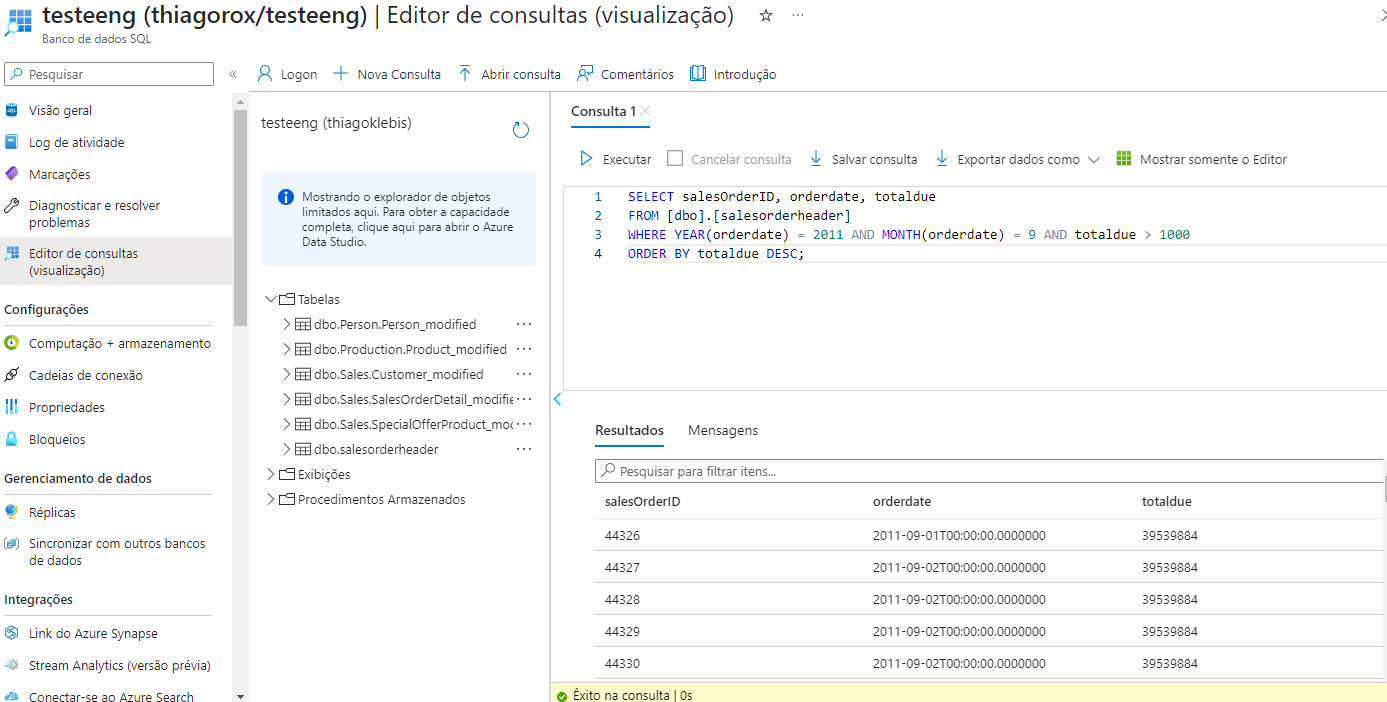 testeeng (thiagorox/testeeng) | Editor de consultas (visualização)
Banco de dados SQL
Pesquisar
Visão geral
Log de atividade
Marcações
Diagnosticar e resolver
problemas
Editor de consultas
(visualização)
Configurações
Computação + armazenamento
Cadeias de conexão
Propriedades
Bloqueios
Gerenciamento de dados
Réplicas
Sincronizar com outros bancos
de dados
Integrações
Link do Azure Synapse
Stream Analytics (versão prévia)
Conectar-se ao Azure Search
Logon
Nova Consulta
Abrir consulta
Comentários
Introdução
testeeng (thiagoklebis)
Mostrando o explorador de objetos
limitados aqui. Para obter a capacidade
completa, clique aqui para abrir o Azure
Data Studio.
Tabelas
dbo.Person.Person_modified
dbo.Production.Product_modified
dbo.Sales.Customer_modified
dbo.Sales.SalesOrderDetail_modifie
dbo.Sales.SpecialOfferProduct_moc
dbo.salesorderheader
Exibições
Procedimentos Armazenados
Consulta 1
Executar
Cancelar consulta
Salvar consulta
Exportar dados como
Mostrar somente o Editor
1 SELECT salesOrderID, orderdate, totaldue
2 FROM [dbo].[salesorderheader]
3 WHERE YEAR(orderdate) = 2011 AND MONTH(orderdate) = 9 AND totaldue > 1000
4 ORDER BY totaldue DESC;
Resultados Mensagens
Pesquisar para filtrar itens...
salesOrderID orderdate totaldue
44326 2011-09-01T00:00:00.0000000 39539884
44327 2011-09-02T00:00:00.0000000 39539884
44328 2011-09-02T00:00:00.0000000 39539884
44329 2011-09-02T00:00:00.0000000 39539884
44330 2011-09-02T00:00:00.0000000 39539884
Êxito na consulta | 0s